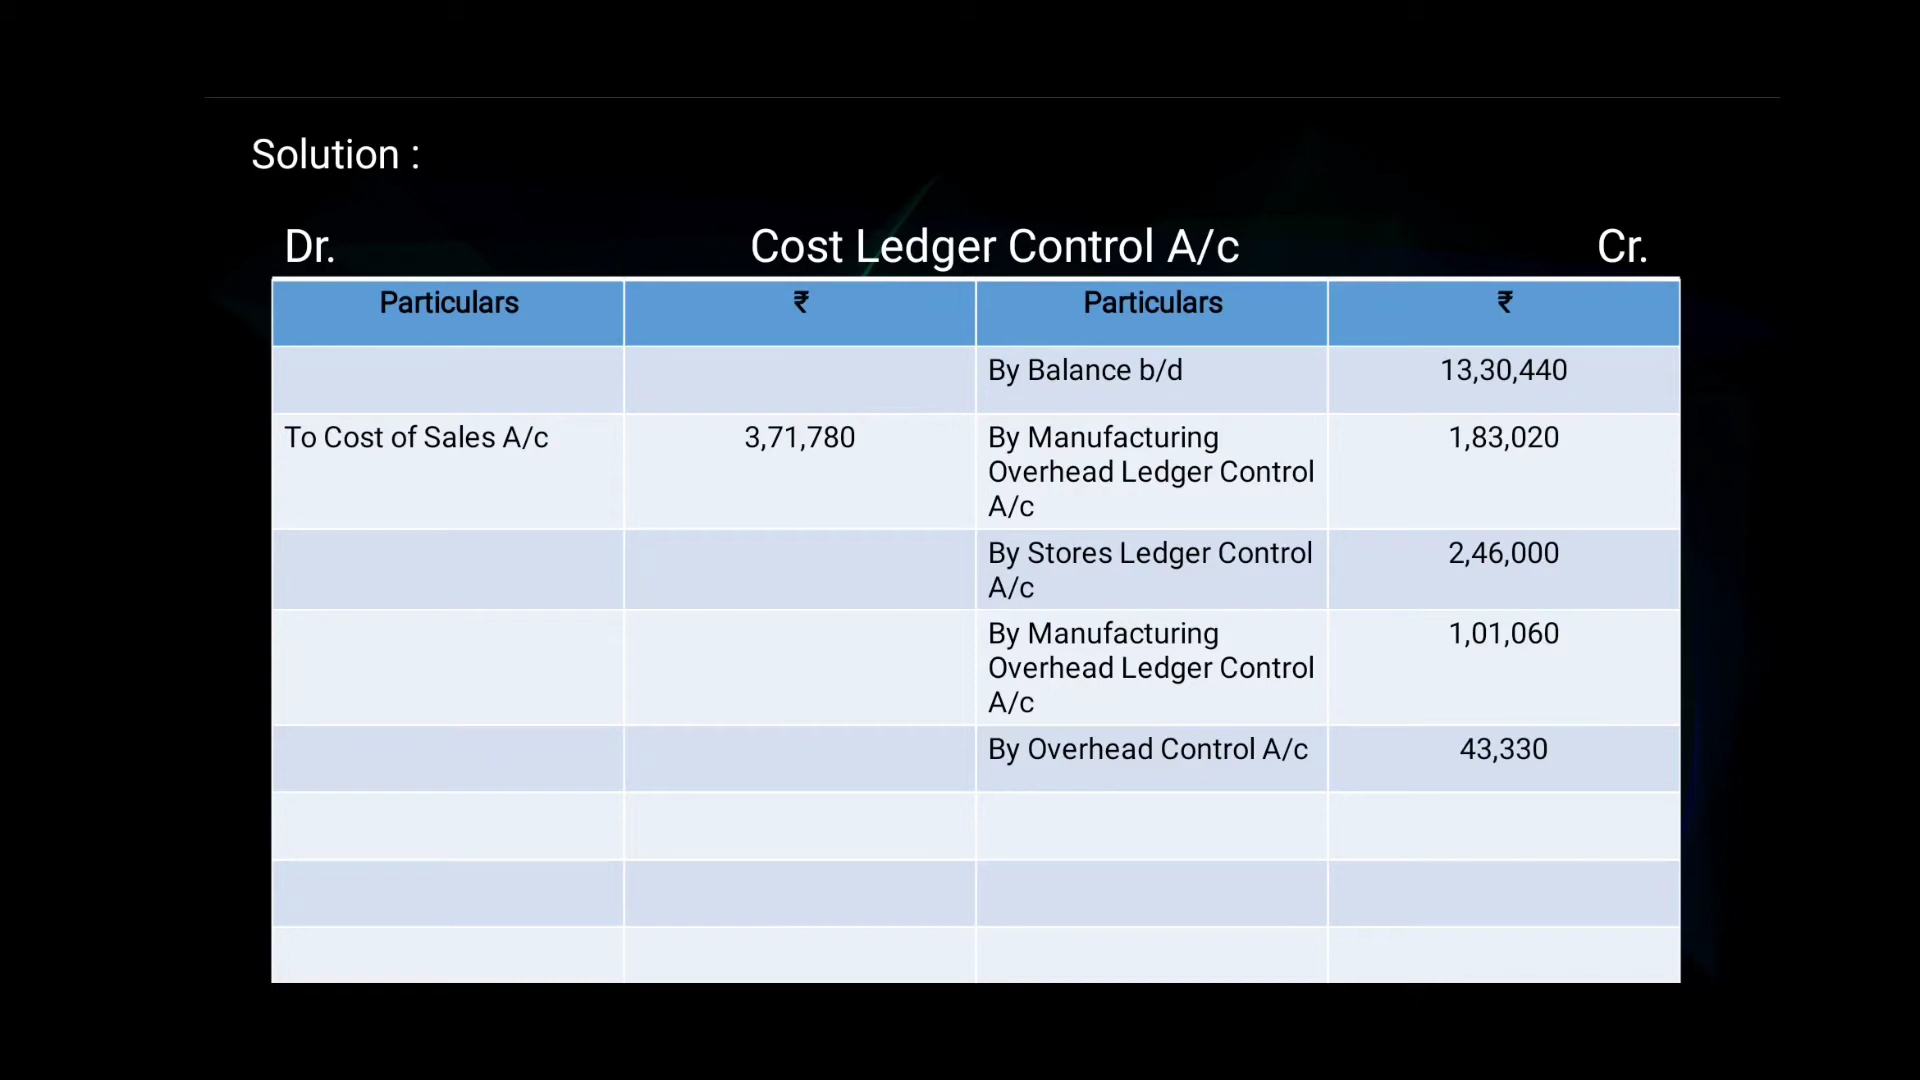 Solution :
Dr. Cost Ledger Control A/c Cr.
Particulars ₹ Particulars ₹
By Balance b/d 13,30,440
To Cost of Sales A/c 3,71,780 By Manufacturing 1,83,020
Overhead Ledger Control
A/c
By Stores Ledger Control 2,46,000
A/c
By Manufacturing 1,01,060
Overhead Ledger Control
A/c
By Overhead Control A/c 43,330